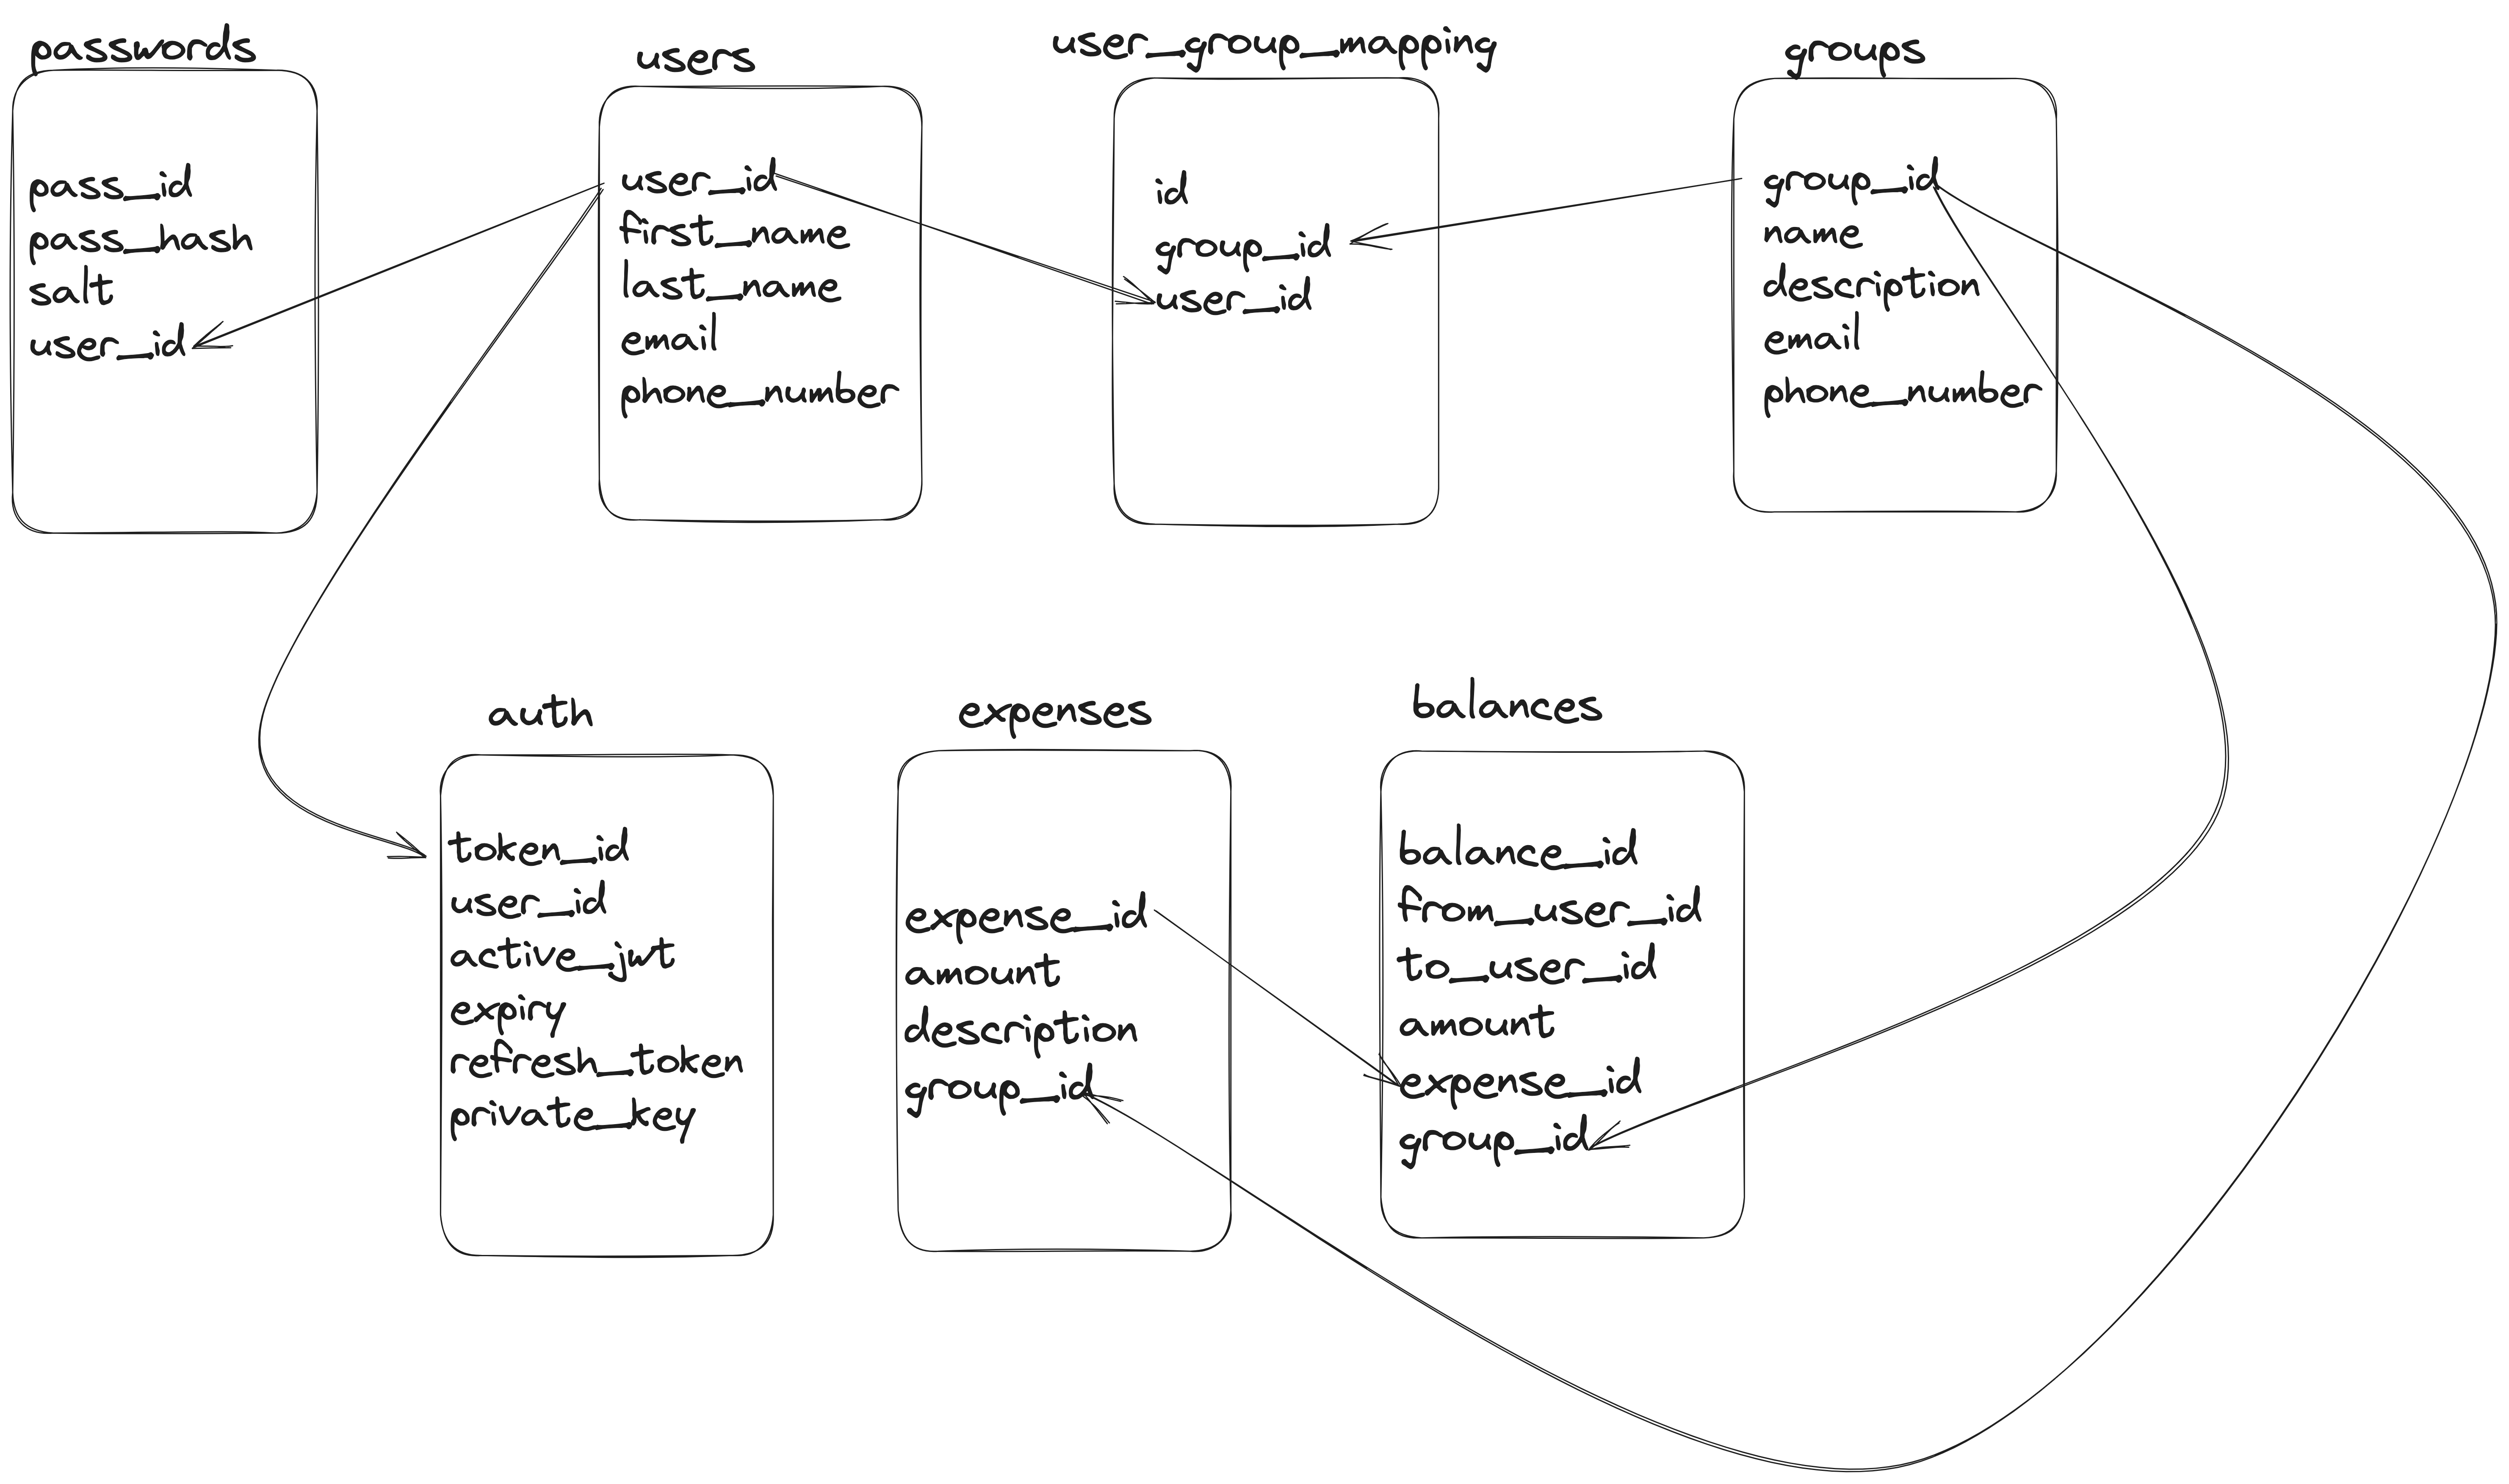 passwords
pass_id
pass_hash
salt
user_id
users
user_id
first_name
last_name
email
phone_number
user_group_mapping
id
group_id
user_id
groups
group_id
name
description
email
phone_number
auth
token_id
user_id
active_jwt
expiry
refresh_token
private_key
expenses
expense_id
amount
description
group_id
balances
balance_id
from_user_id
to_user_id
amount
expense_id
group_id